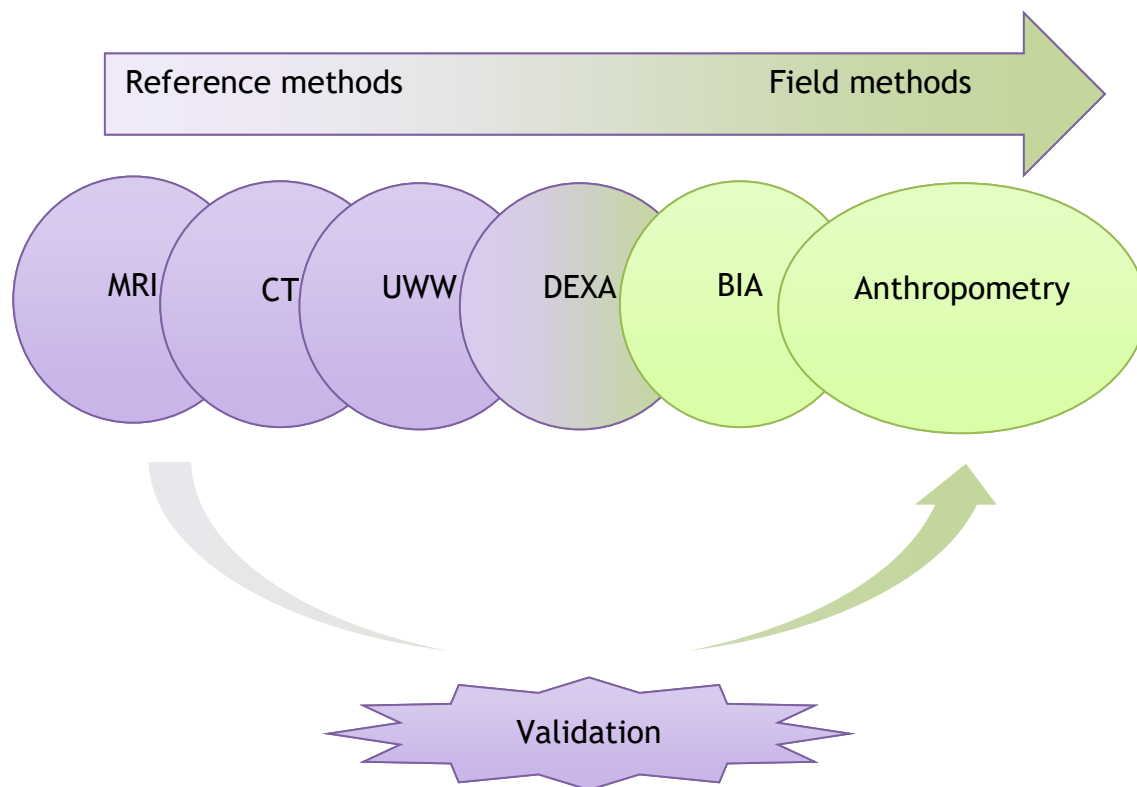 Reference methods
Field methods
MRI
CT
UWW
DEXA
BIA
Anthropometry
Validation